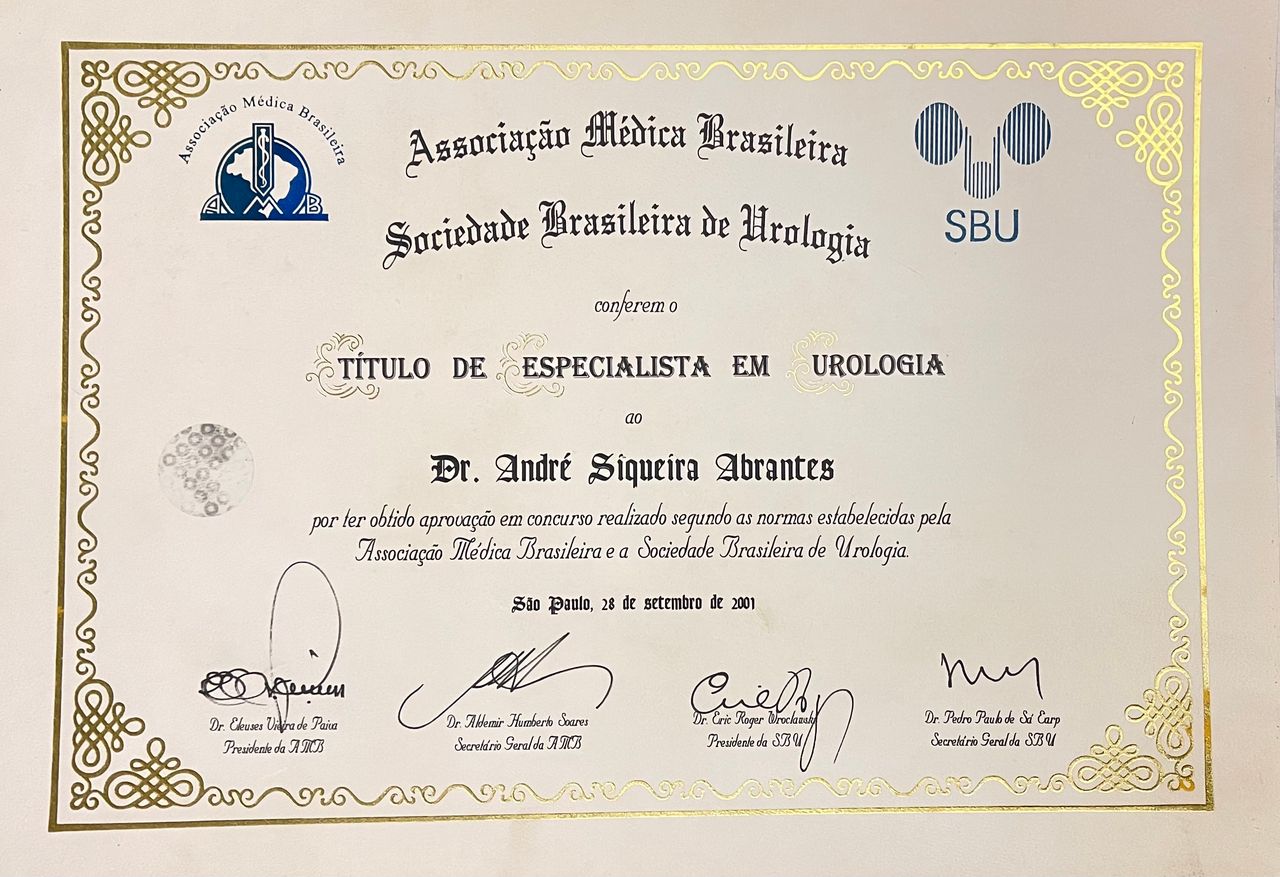 Associação Médica Brasileira
AMB
SBU
Associação Médica Brasileira
Sociedade Brasileira de Urologia
conferem o
TÍTULO DE ESPECIALISTA EM UROLOGIA
ao
Dr. André Siqueira Abrantes
por ter obtido aprovação em concurso realizado segundo as normas estabelecidas pela
Associação Médica Brasileira e a Sociedade Brasileira de Urologia.
São Paulo, 28 de setembro de 2001
Dr. Eleuses Vieira de Paiva
Presidente da AMB
Dr. Aldemir Humberto Soares
Secretário Geral da AMB
Dr. Eric Roger Wroclawski
Presidente da SBU
Dr. Pedro Paulo de Sá Earp
Secretário Geral da SBU